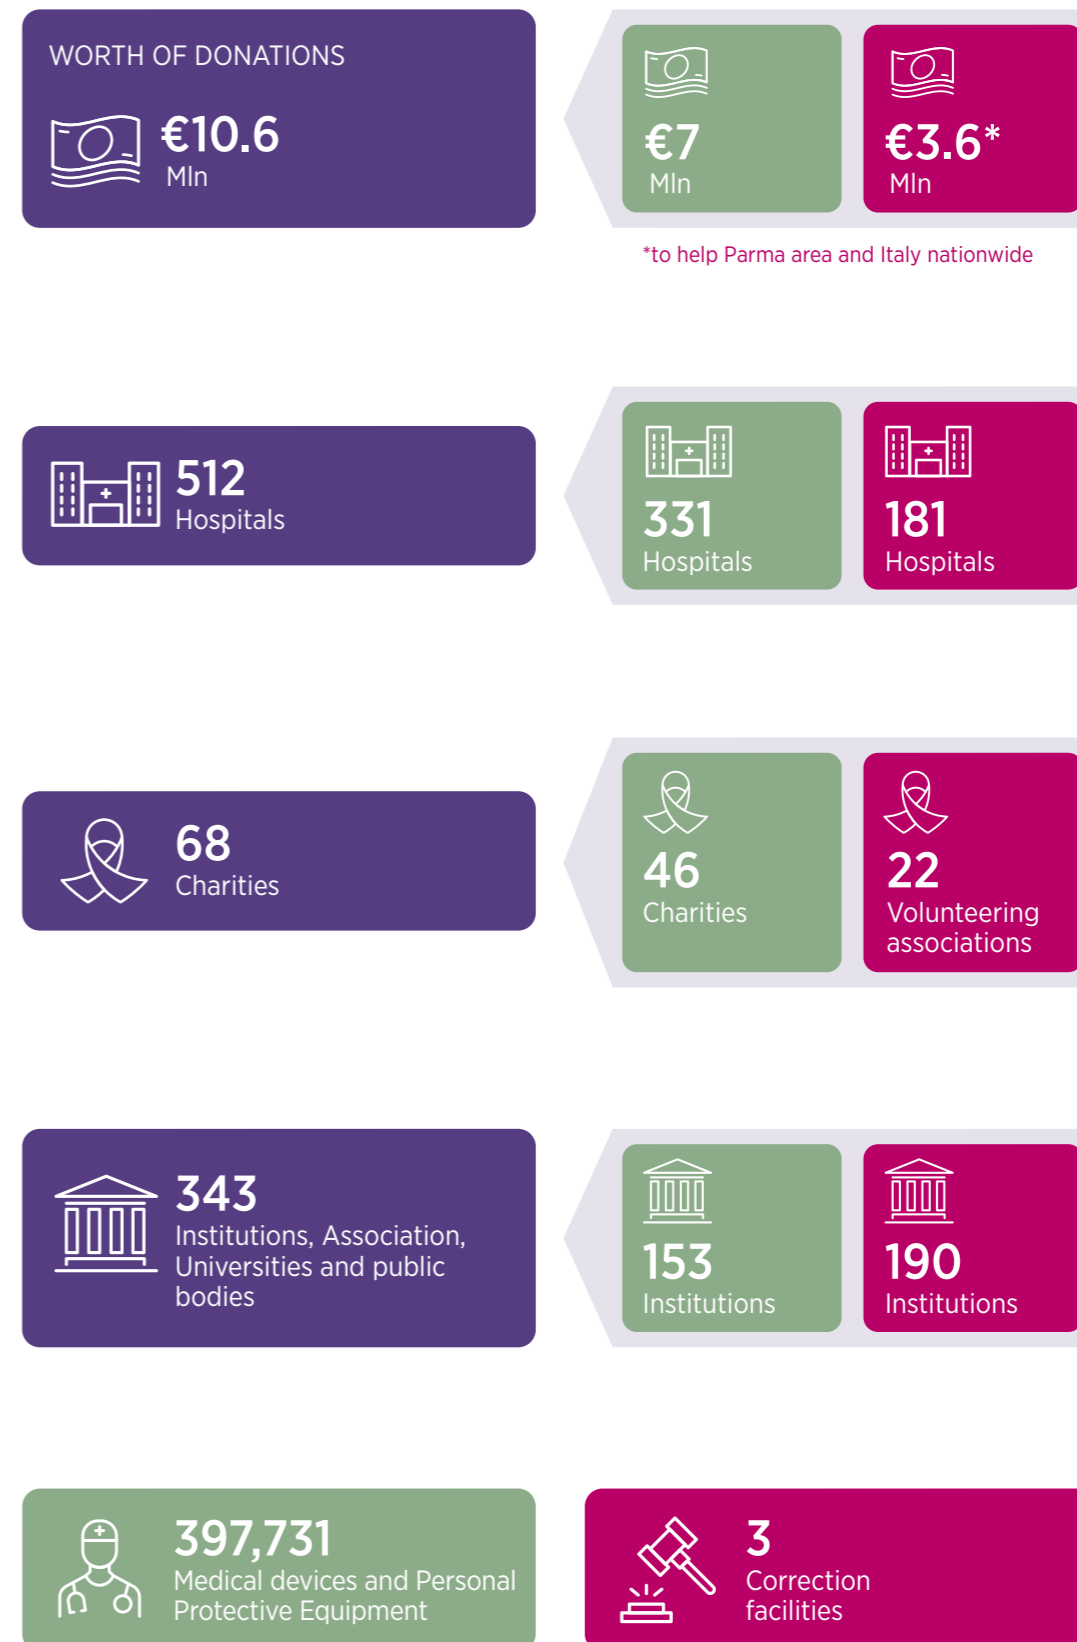 WORTH OF DONATIONS
€10.6
Mln
€7
Mln
€3.6*
Mln
*to help Parma area and Italy nationwide
512
Hospitals
331
Hospitals
181
Hospitals
68
Charities
46
Charities
22
Volunteering
associations
343
Institutions, Association,
Universities and public
bodies
153
Institutions
190
Institutions
397,731
Medical devices and Personal
Protective Equipment
3
Correction
facilities